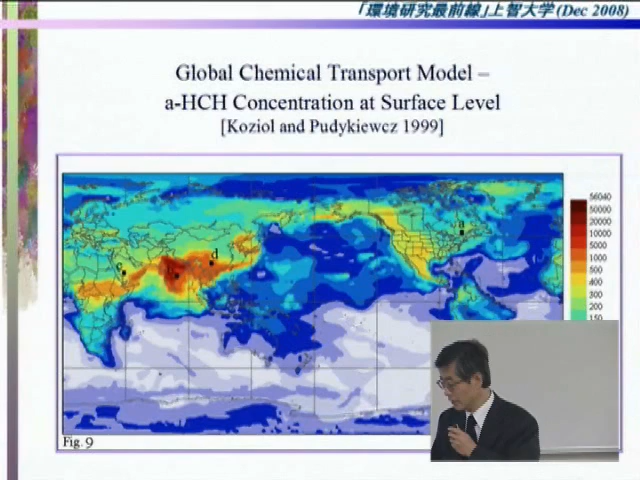 「環境研究最前線」上智大学 (Dec 2008)
Global Chemical Transport Model –
a-HCH Concentration at Surface Level
[Koziol and Pudykiewcz 1999]
56040
50000
20000
10000
5000
1000
500
400
300
200
150
a
d
Fig. 9